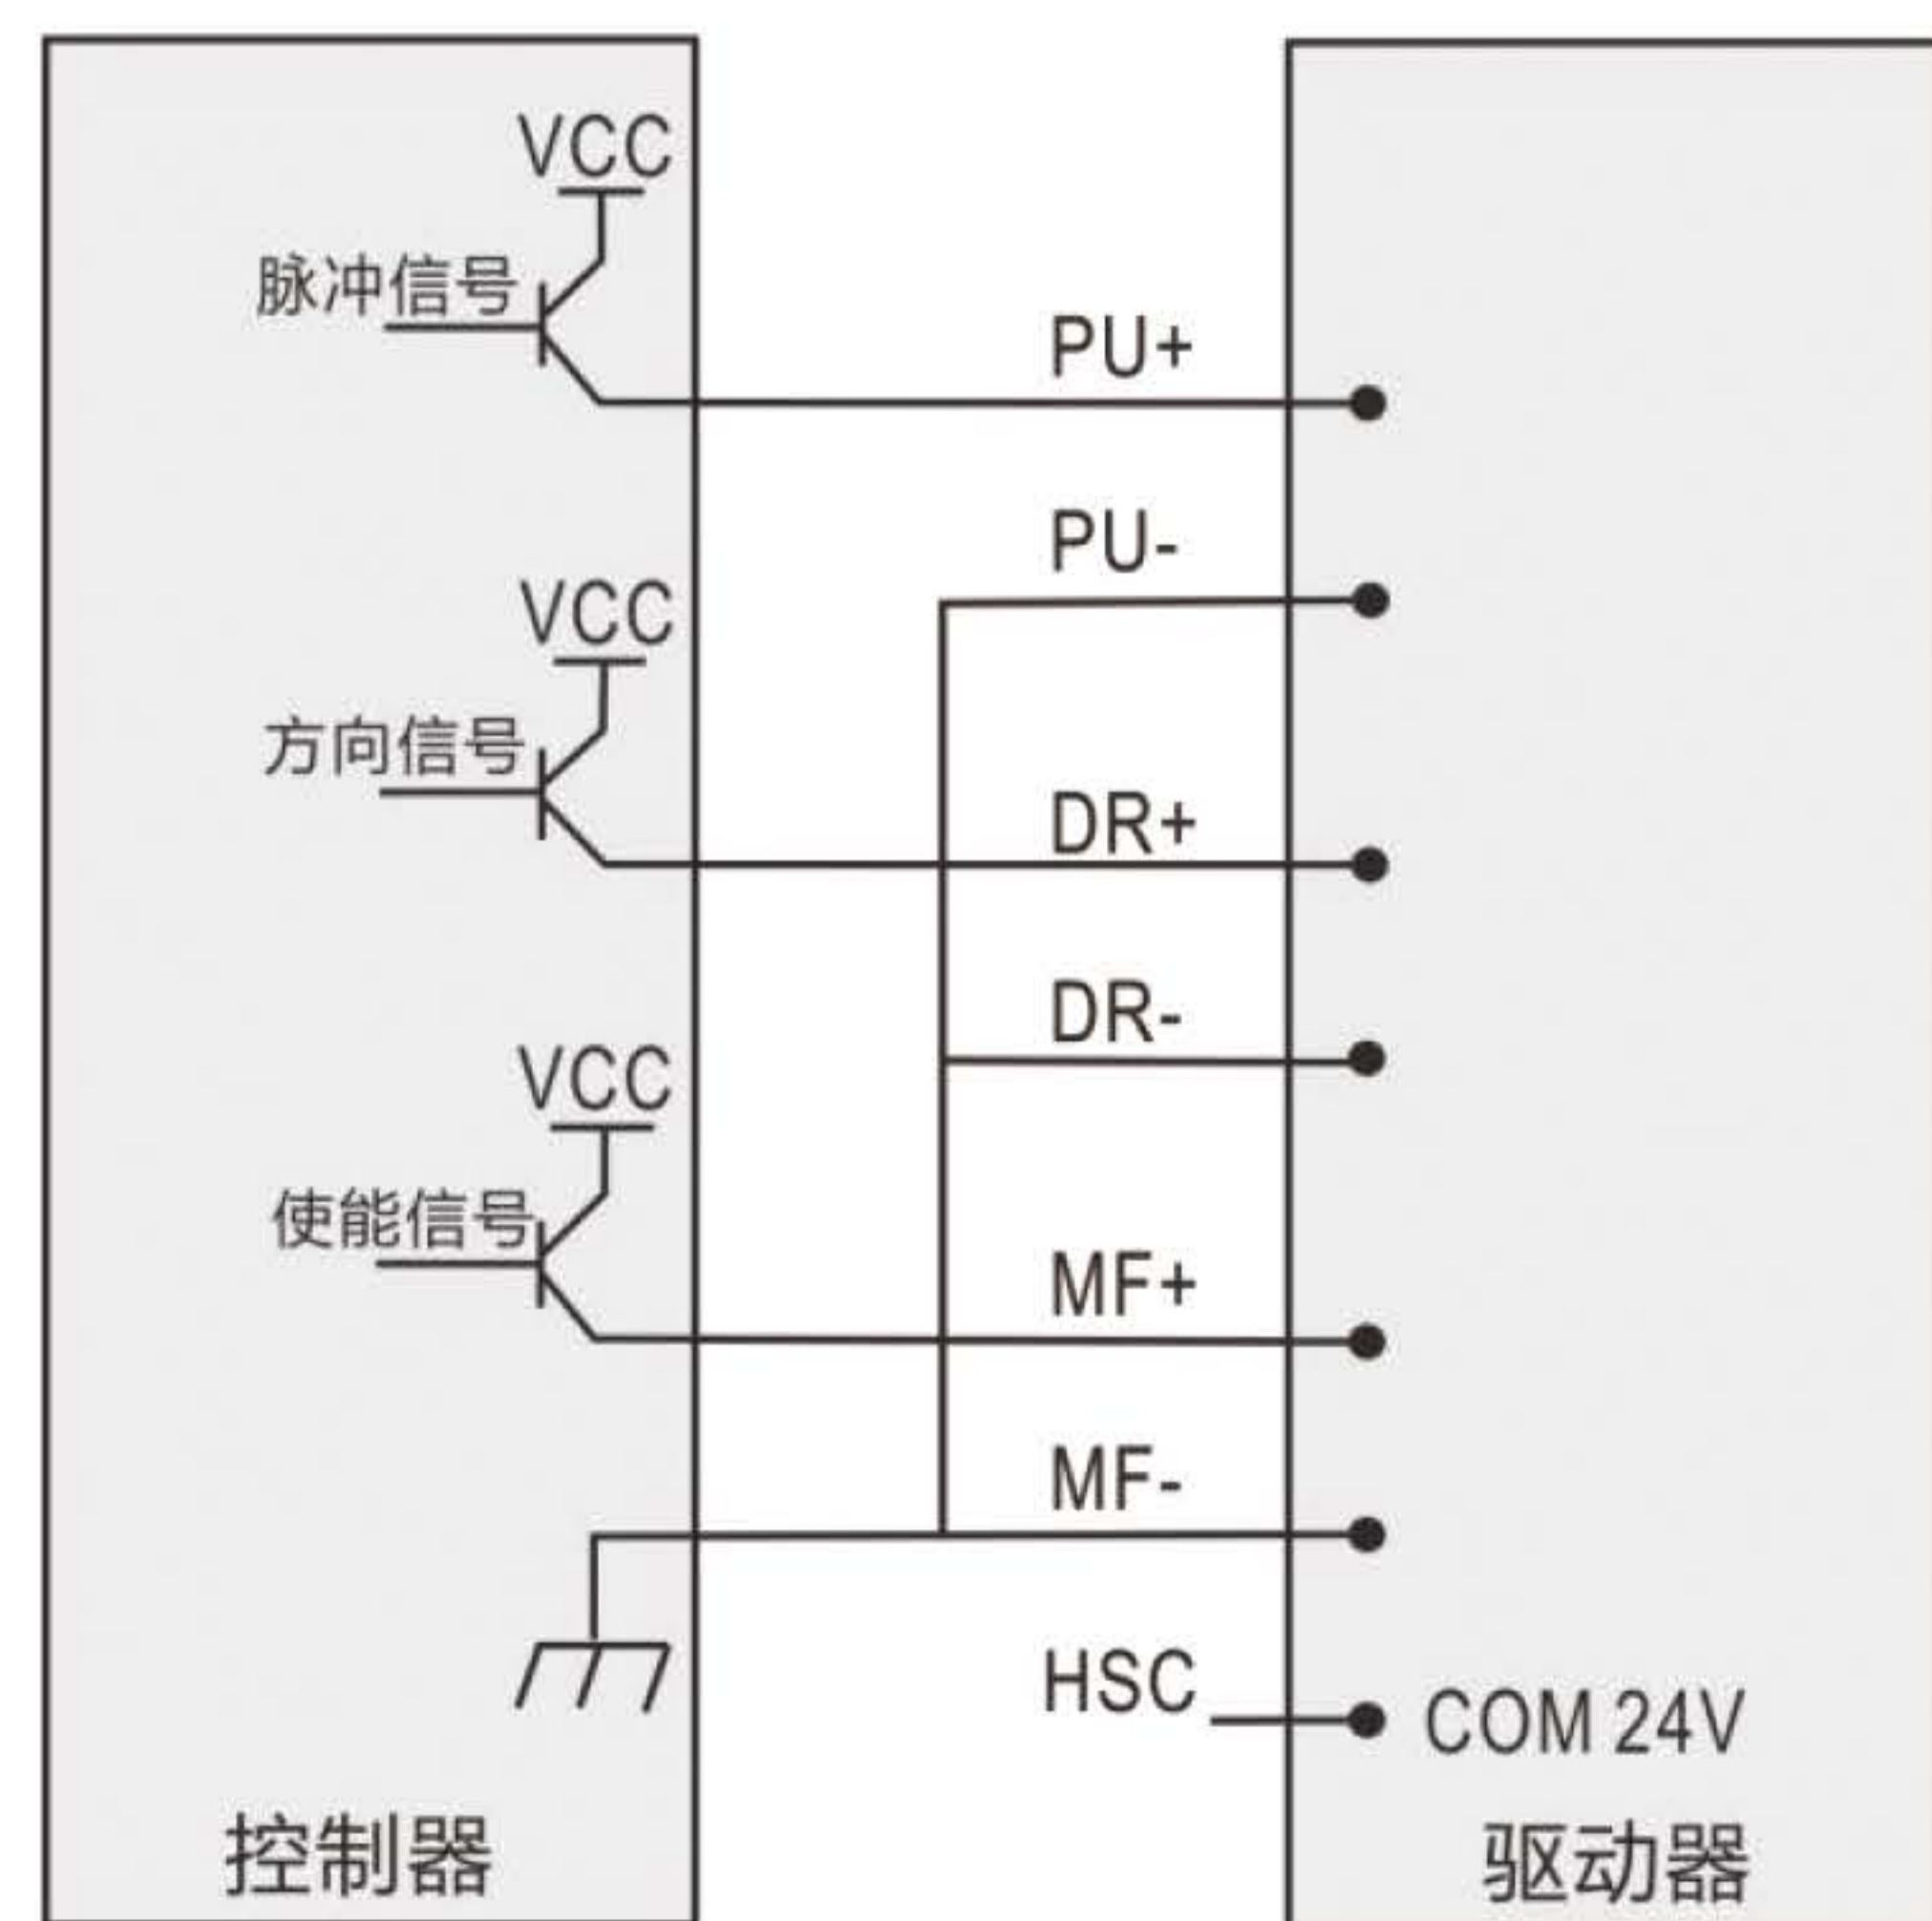 VCC
脉冲信号
PU+
PU-
VCC
方向信号
DR+
DR-
VCC
使能信号
MF+
MF-
HSC
COM 24V
控制器
驱动器